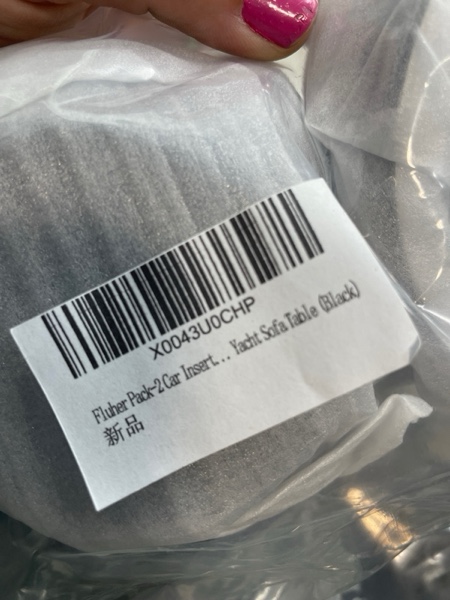 X0043U0CHP
Fluher Pack-2 Car Insert... Yacht Sofa Table (Black)
新品